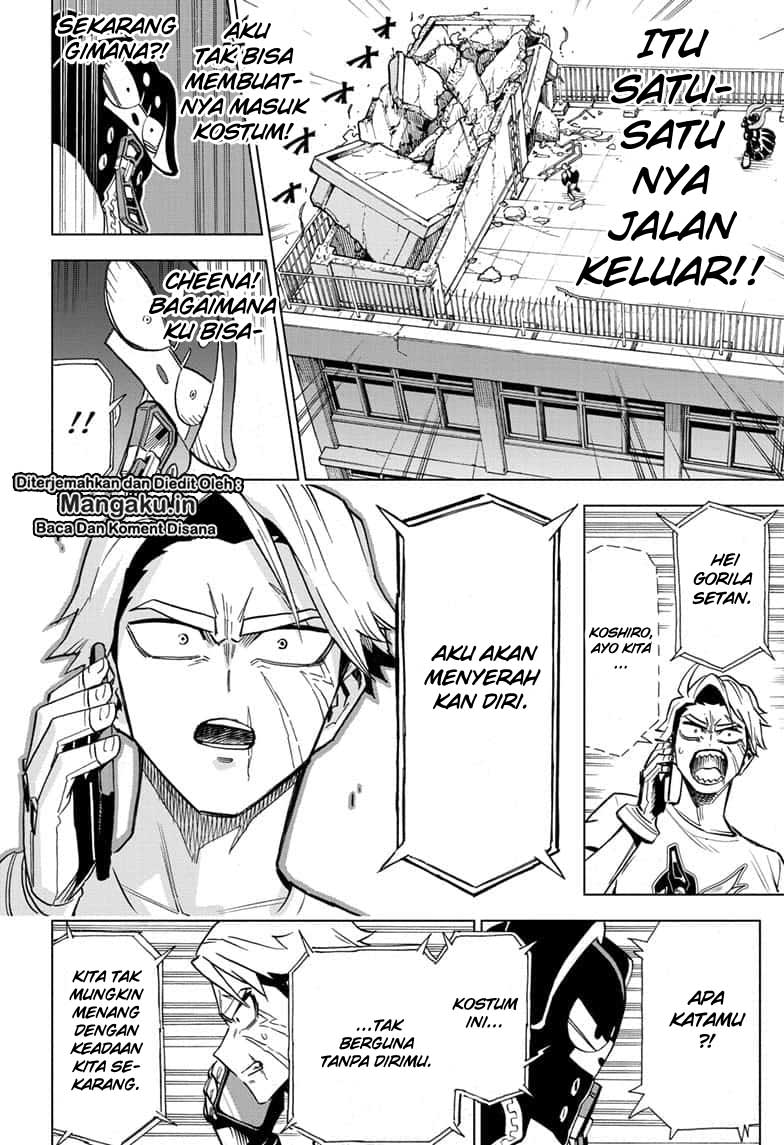 ITU
SATU-
SATU
NYA
JALAN
KELUAR!!
AKU
TAK BISA
MEMBUAT-
NYA MASUK
KOSTUM!
SEKARANG
GIMANA?!
CHEENA!
BAGAIMANA
KU BISA-
!!
Diterjemahkan dan Diedit Oleh :
Mangaku.in
Baca Dan Koment Disana
HEI
GORILA
SETAN.
KOSHIRO,
AYO KITA
...
AKU AKAN
MENYERAH
KAN DIRI.
APA
KATAMU
?!
KOSTUM
INI...
...TAK
BERGUNA
TANPA DIRIMU.
KITA TAK
MUNGKIN
MENANG
DENGAN
KEADAAN
KITA SE-
KARANG.